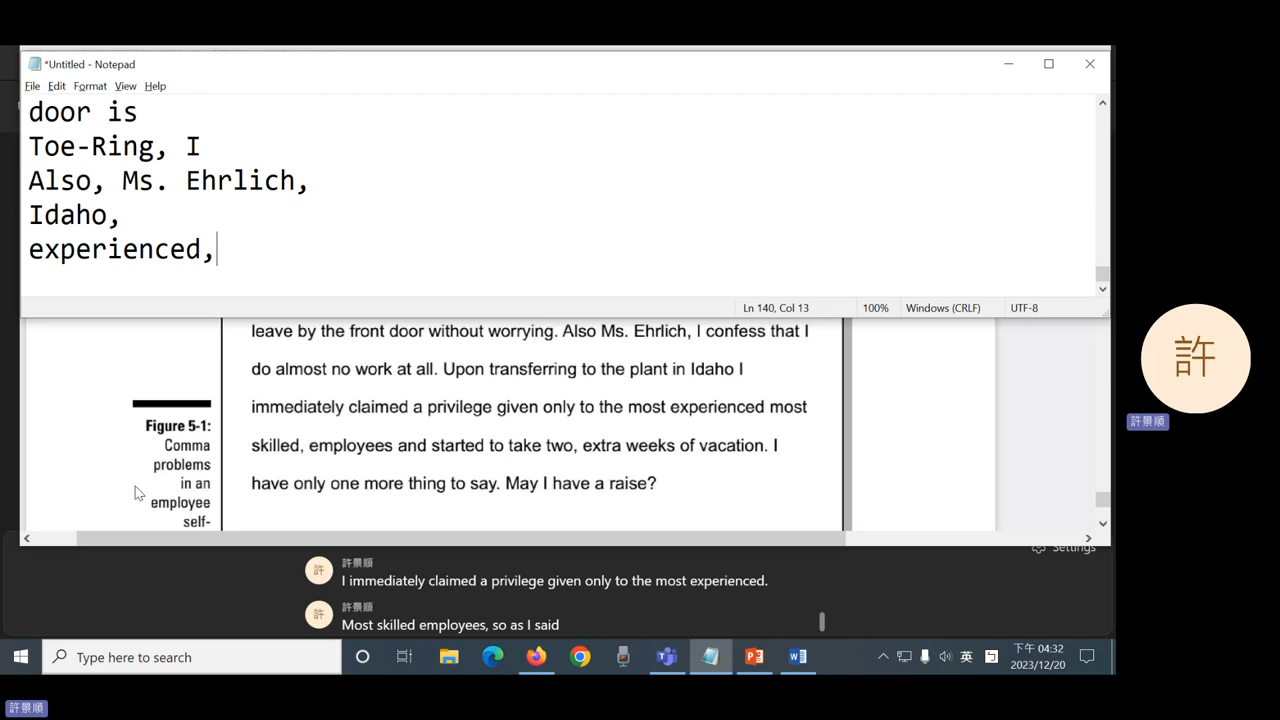 *Untitled - Notepad
File Edit Format View Help
door is
Toe-Ring, I
Also, Ms. Ehrlich,
Idaho,
experienced,
Ln 140, Col 13 100% Windows (CRLF) UTF-8
leave by the front door without worrying. Also Ms. Ehrlich, I confess that I
do almost no work at all. Upon transferring to the plant in Idaho I
immediately claimed a privilege given only to the most experienced most
skilled, employees and started to take two, extra weeks of vacation. I
have only one more thing to say. May I have a raise?
Figure 5-1:
Comma
problems
in an
employee
self-
Settings
許 許景順
I immediately claimed a privilege given only to the most experienced.
許 許景順
Most skilled employees, so as I said
許
許景順
Type here to search
英
下午 04:32
2023/12/20
許景順